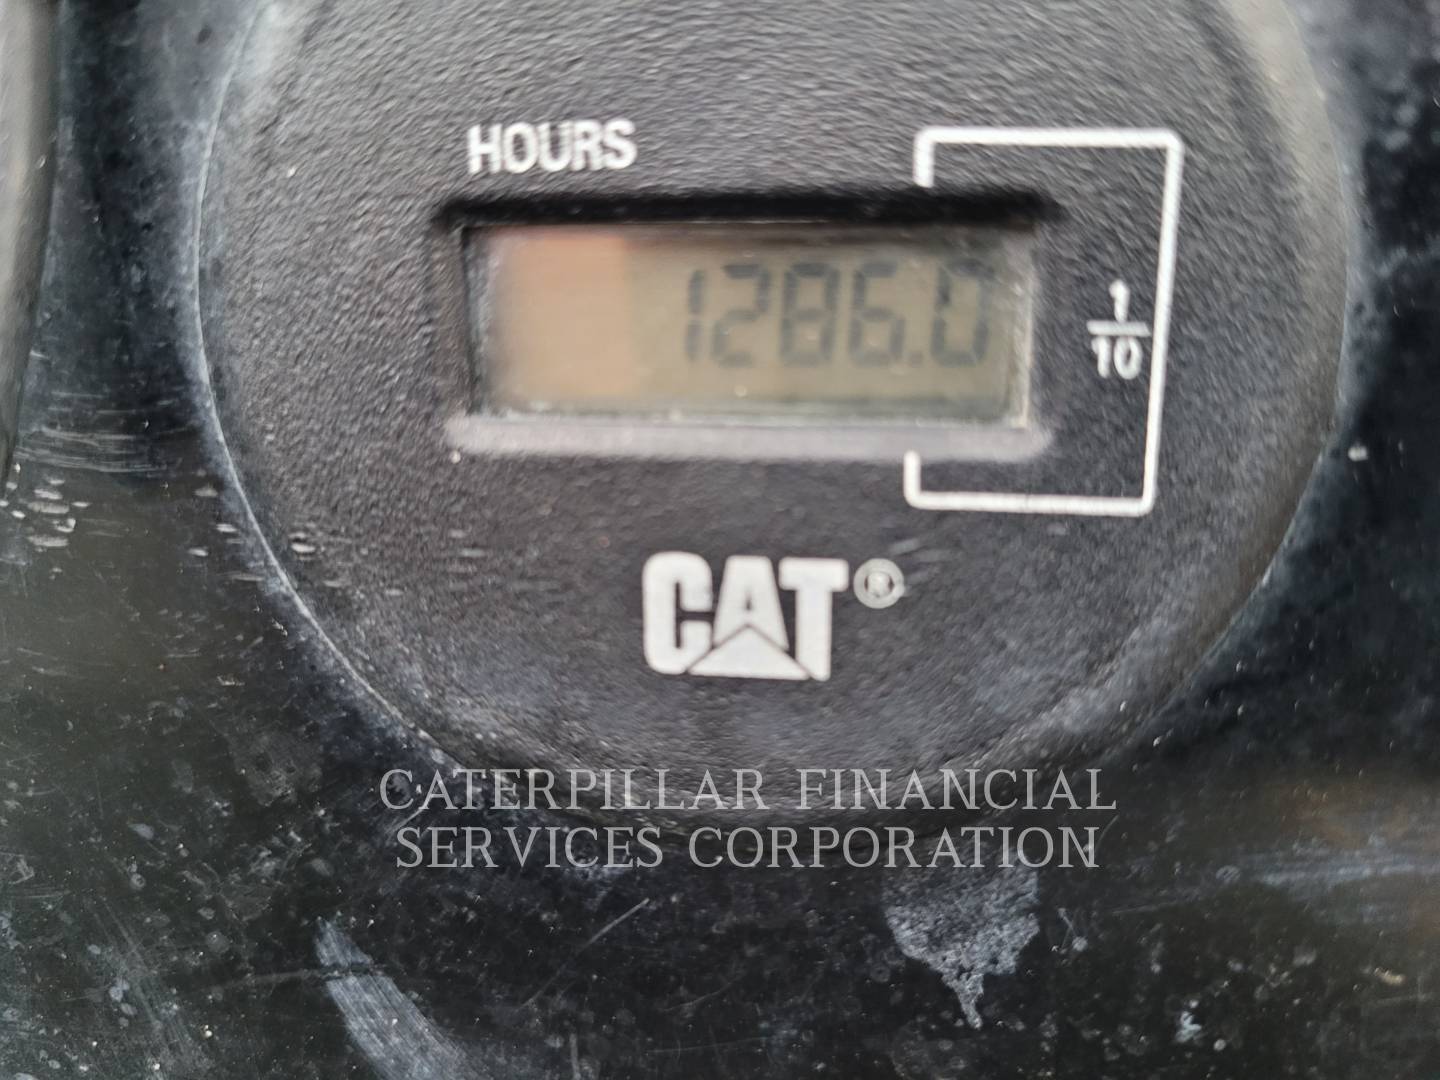 HOURS
1286.0
1
10
CAT®
CATERPILLAR FINANCIAL
SERVICES CORPORATION